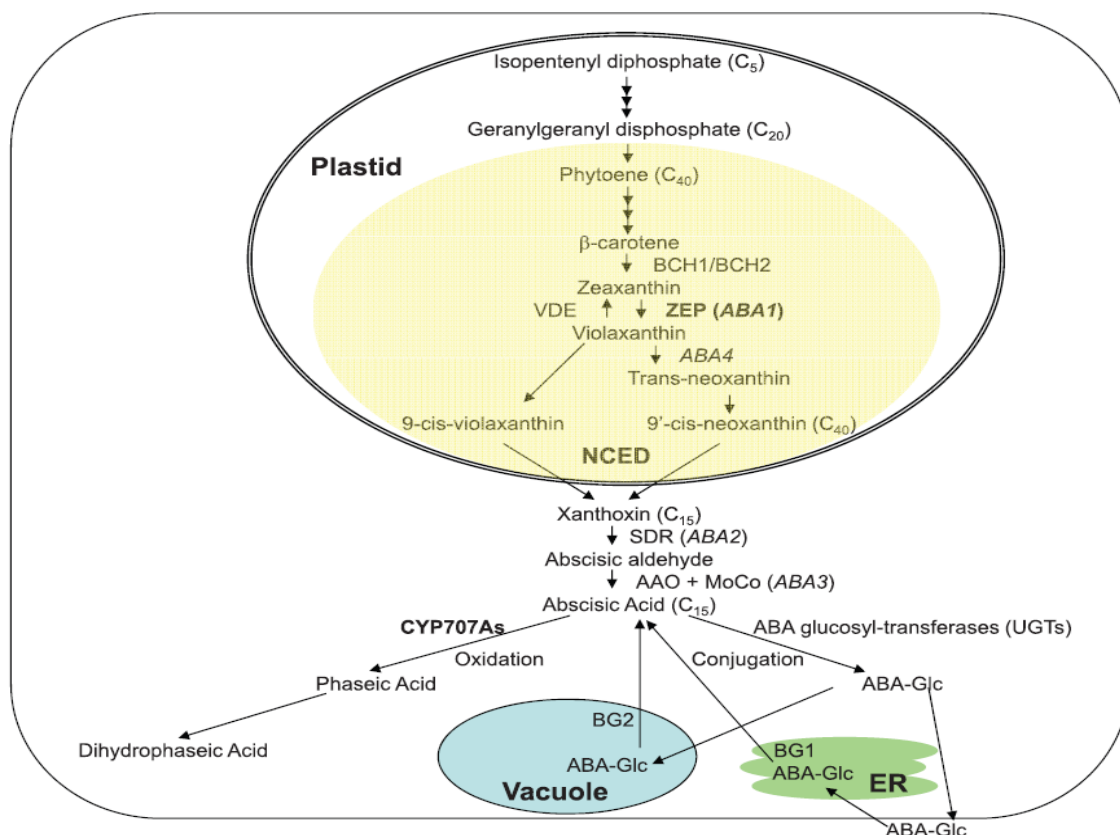 Isopentenyl diphosphate (C₅)
Geranylgeranyl disphosphate (C₂₀)
Plastid
Phytoene (C₄₀)
β-carotene
BCH1/BCH2
Zeaxanthin
VDE
ZEP (ABA1)
Violaxanthin
ABA4
Trans-neoxanthin
9-cis-violaxanthin
9’-cis-neoxanthin (C₄₀)
NCED
Xanthoxin (C₁₅)
SDR (ABA2)
Abscisic aldehyde
AAO + MoCo (ABA3)
Abscisic Acid (C₁₅)
CYP707As
ABA glucosyl-transferases (UGTs)
Oxidation
Conjugation
Phaseic Acid
ABA-Glc
BG2
Dihydrophaseic Acid
BG1
ABA-Glc
ABA-Glc
Vacuole
ER
ABA-Glc